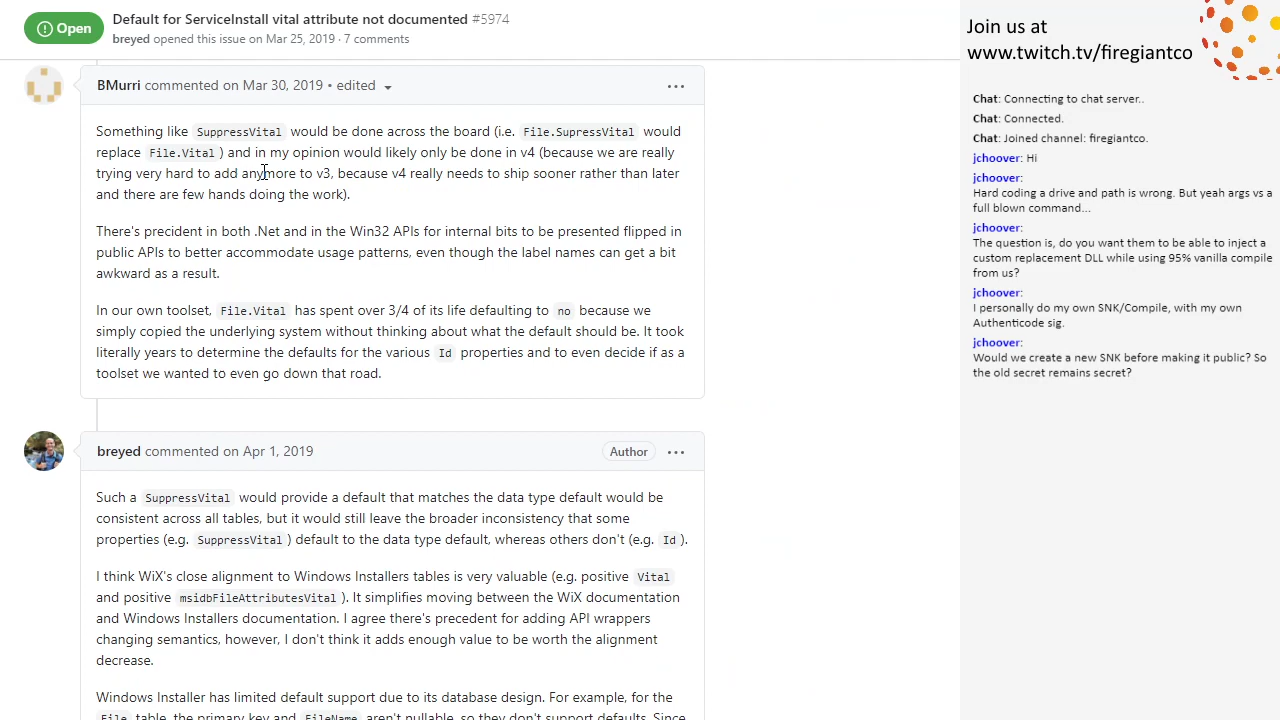 Open
Default for ServiceInstall vital attribute not documented #5974
breyed opened this issue on Mar 25, 2019 · 7 comments
BMurri commented on Mar 30, 2019 • edited
Something like SuppressVital would be done across the board (i.e. File.SupressVital would
replace File.Vital ) and in my opinion would likely only be done in v4 (because we are really
trying very hard to add anymore to v3, because v4 really needs to ship sooner rather than later
and there are few hands doing the work).
There's precident in both .Net and in the Win32 APIs for internal bits to be presented flipped in
public APIs to better accommodate usage patterns, even though the label names can get a bit
awkward as a result.
In our own toolset, File.Vital has spent over 3/4 of its life defaulting to no because we
simply copied the underlying system without thinking about what the default should be. It took
literally years to determine the defaults for the various Id properties and to even decide if as a
toolset we wanted to even go down that road.
breyed commented on Apr 1, 2019
Author
Such a SuppressVital would provide a default that matches the data type default would be
consistent across all tables, but it would still leave the broader inconsistency that some
properties (e.g. SuppressVital ) default to the data type default, whereas others don't (e.g. Id ).
I think WiX's close alignment to Windows Installers tables is very valuable (e.g. positive Vital
and positive msidbFileAttributesVital ). It simplifies moving between the WiX documentation
and Windows Installers documentation. I agree there's precedent for adding API wrappers
changing semantics, however, I don't think it adds enough value to be worth the alignment
decrease.
Windows Installer has limited default support due to its database design. For example, for the
File table, the primary key and FileName aren't nullable, so they don't support defaults. Since
Join us at
www.twitch.tv/firegiantco
Chat: Connecting to chat server..
Chat: Connected.
Chat: Joined channel: firegiantco.
jchoover: Hi
jchoover:
Hard coding a drive and path is wrong. But yeah args vs a
full blown command...
jchoover:
The question is, do you want them to be able to inject a
custom replacement DLL while using 95% vanilla compile
from us?
jchoover:
I personally do my own SNK/Compile, with my own
Authenticode sig.
jchoover:
Would we create a new SNK before making it public? So
the old secret remains secret?